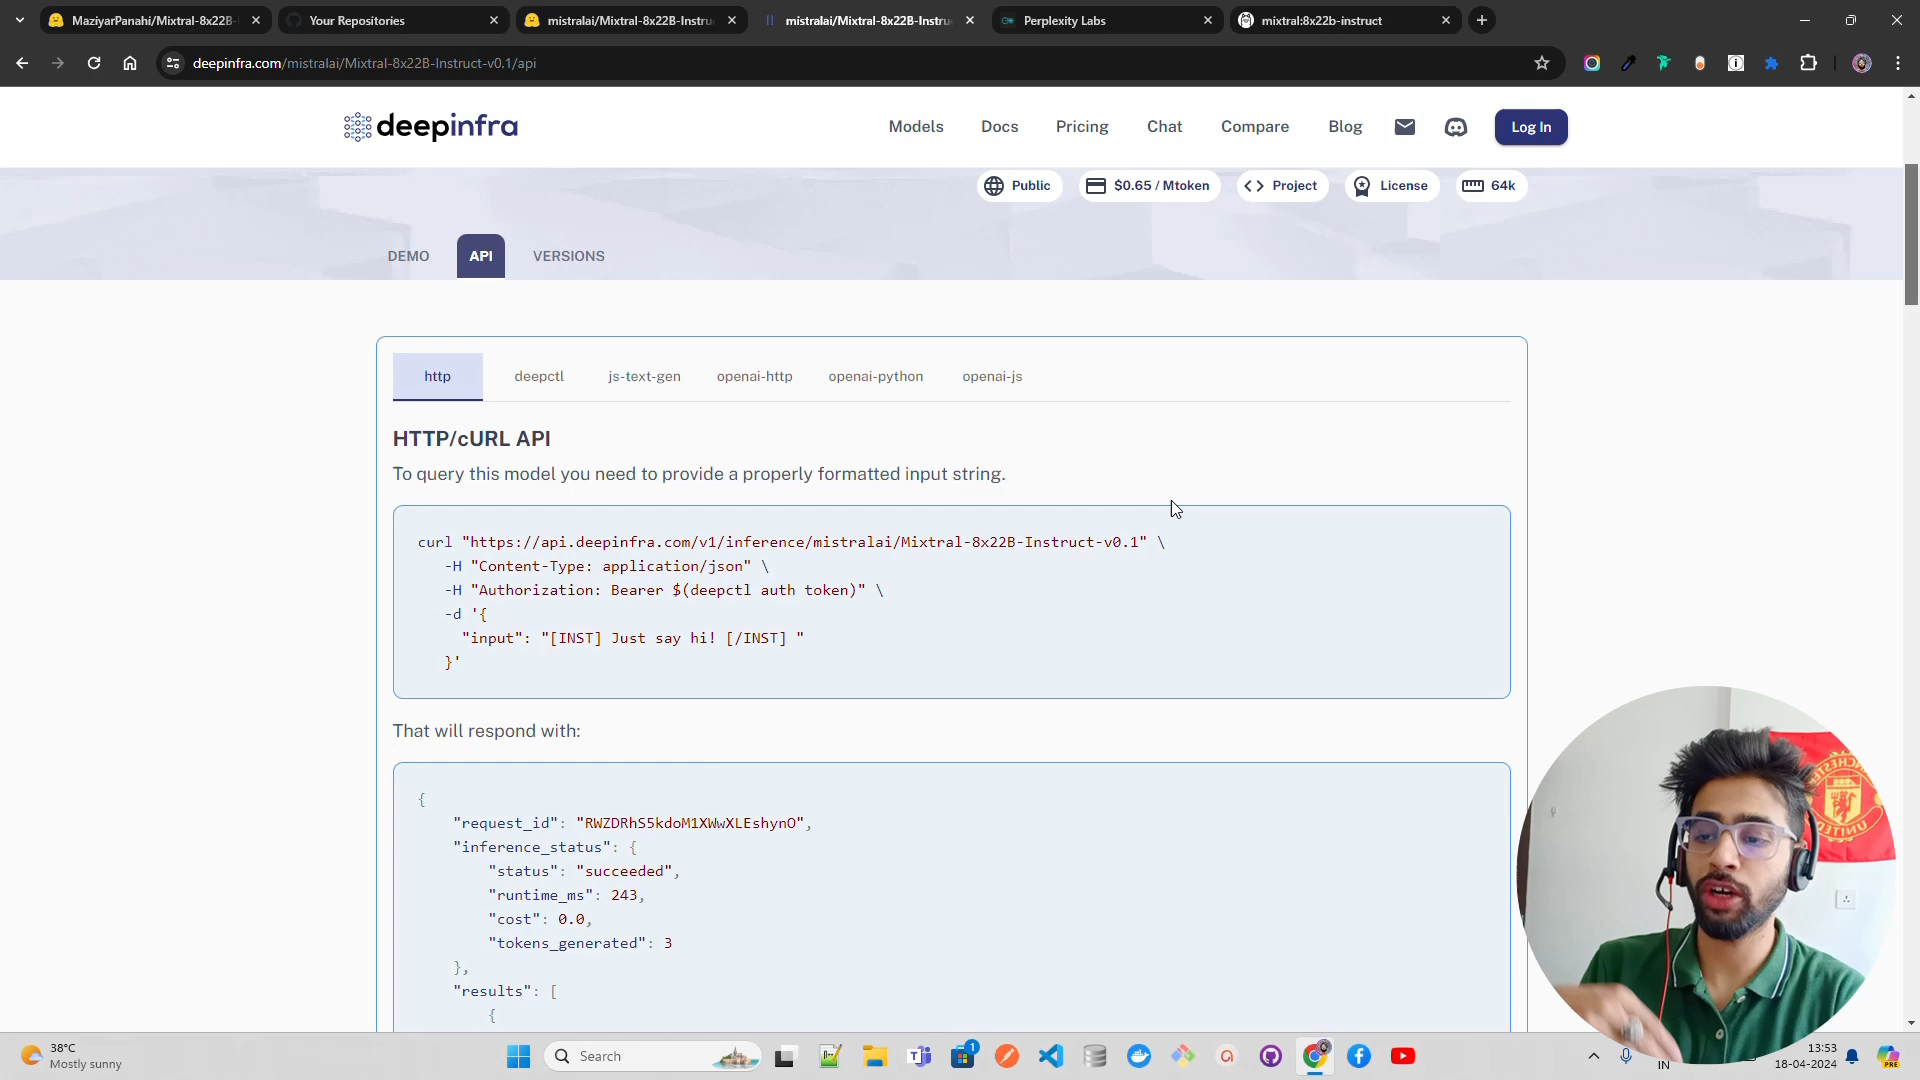 MaziyarPanahi/Mixtral-8x22B-
Your Repositories
mistralai/Mixtral-8x22B-Instru
mistralai/Mixtral-8x22B-Instru
Perplexity Labs
mixtral:8x22b-instruct
deepinfra.com/mistralai/Mixtral-8x22B-Instruct-v0.1/api
deepinfra
Models
Docs
Pricing
Chat
Compare
Blog
Log In
Public
$0.65 / Mtoken
Project
License
64k
DEMO
API
VERSIONS
http
deepctl
js-text-gen
openai-http
openai-python
openai-js
HTTP/cURL API
To query this model you need to provide a properly formatted input string.
curl "https://api.deepinfra.com/v1/inference/mistralai/Mixtral-8x22B-Instruct-v0.1" \
-H "Content-Type: application/json" \
-H "Authorization: Bearer $(deepctl auth token)" \
-d '{
"input": "[INST] Just say hi! [/INST] "
}'
That will respond with:
{
"request_id": "RWZDRhS5kdoM1XWwXLEshynO",
"inference_status": {
"status": "succeeded",
"runtime_ms": 243,
"cost": 0.0,
"tokens_generated": 3
},
"results": [
{
MANCHESTER
UNITED
38°C
Mostly sunny
Search
1
IN
13:53
18-04-2024
PRE